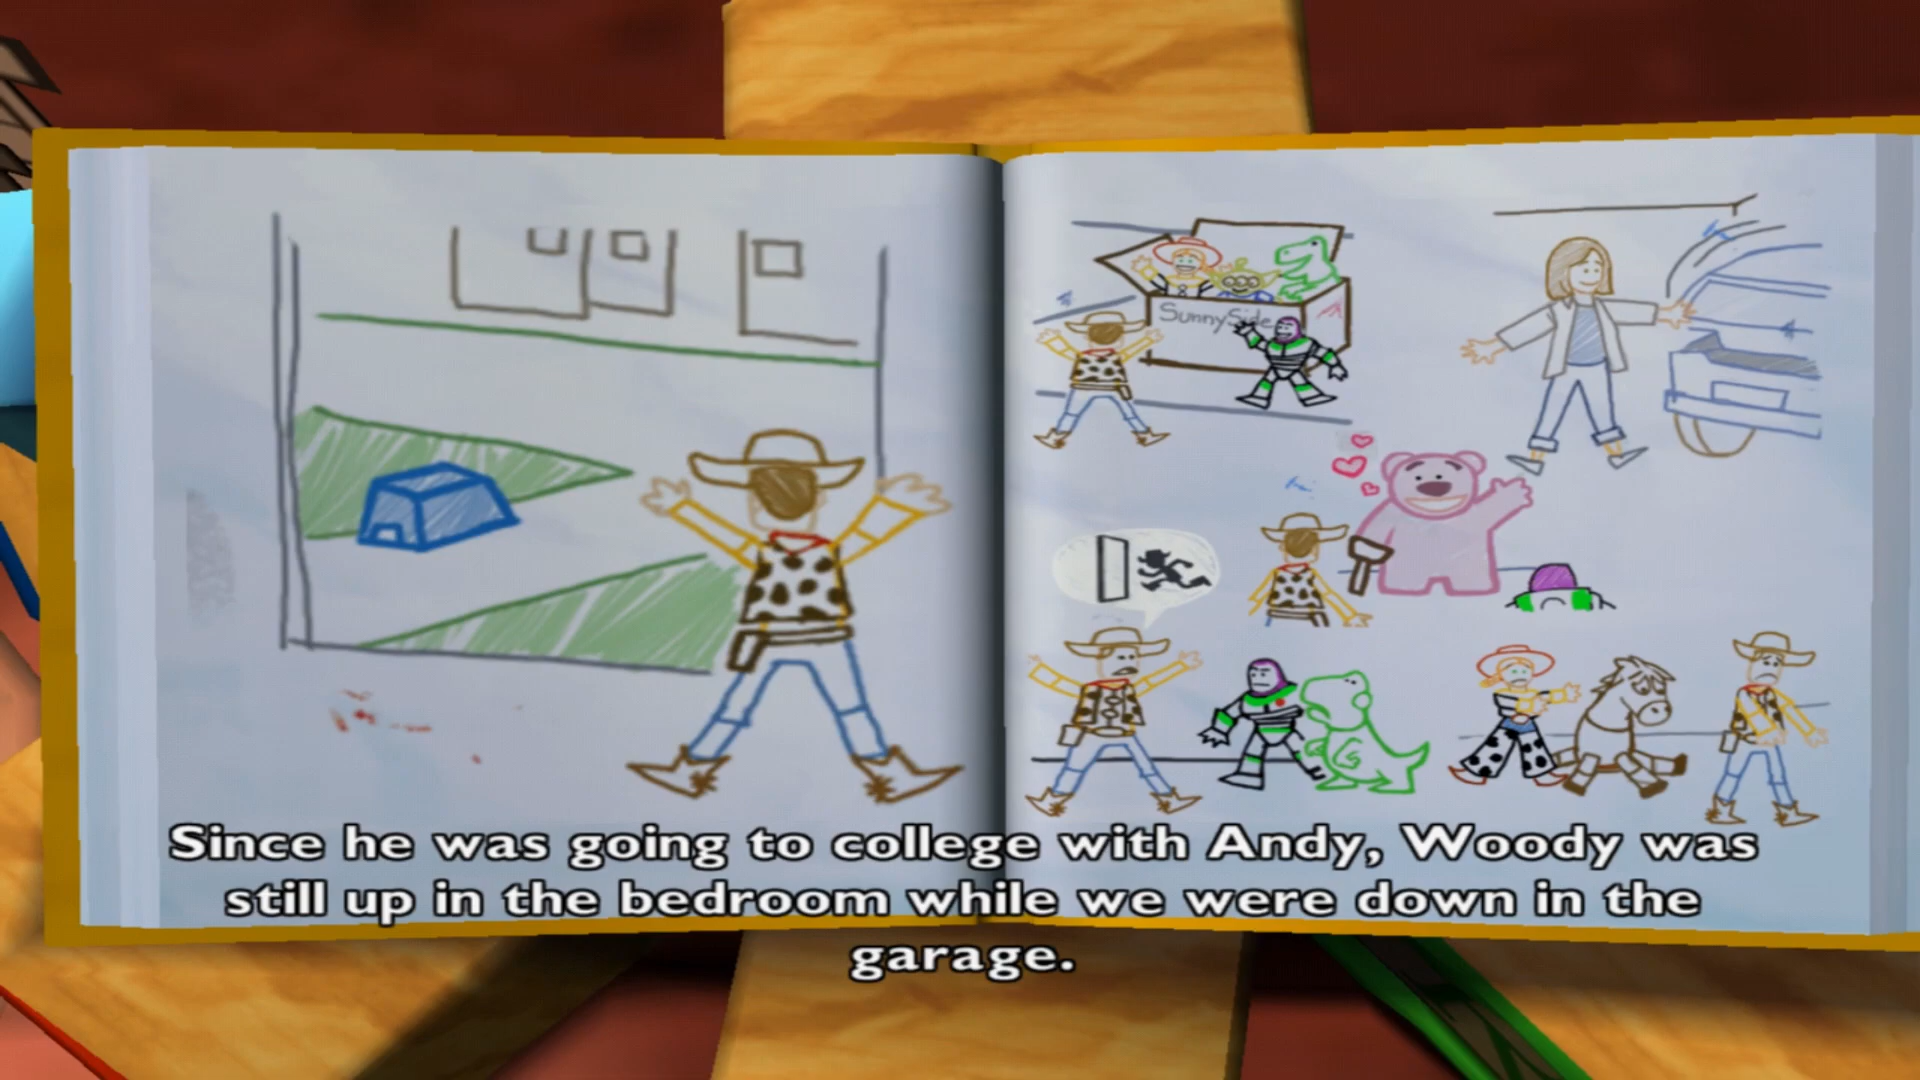 SunnySide
Since he was going to college with Andy, Woody was
still up in the bedroom while we were down in the
garage.